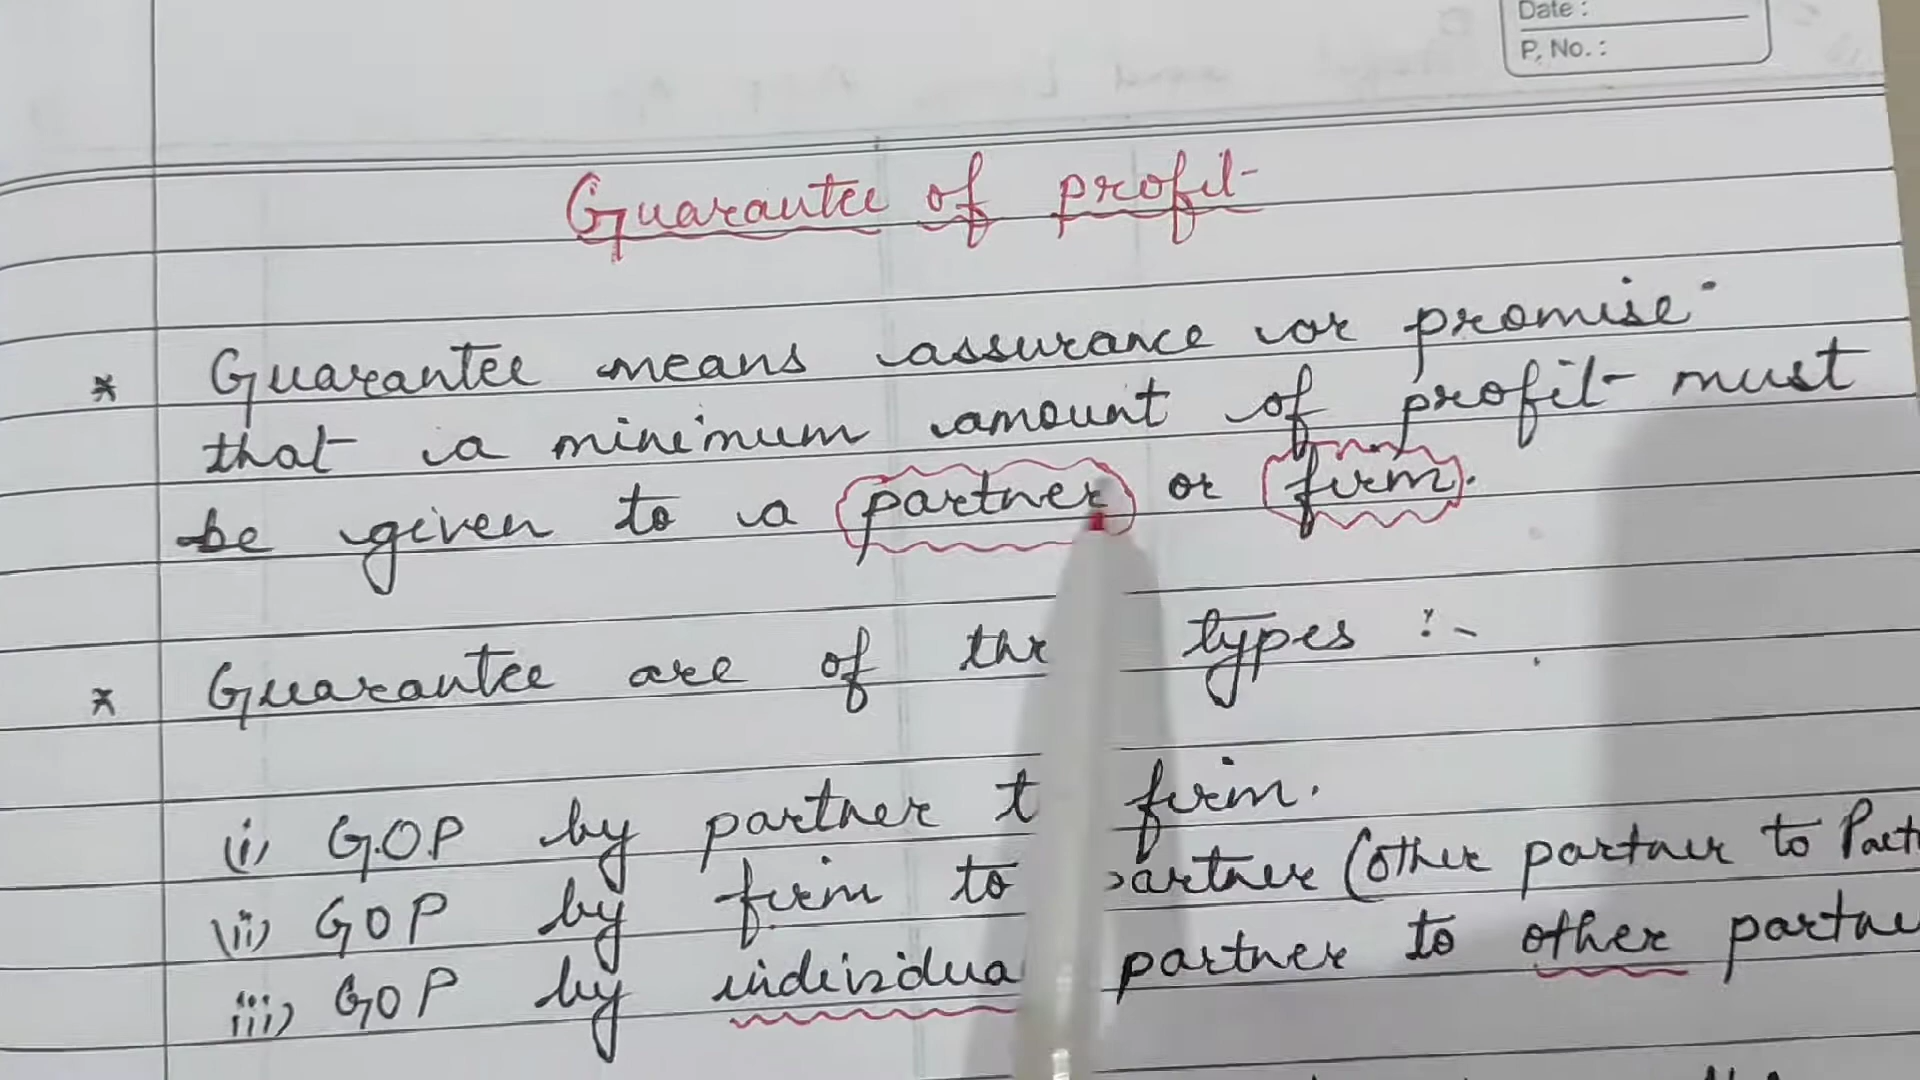 Date :
P. No. :
Guarantee of profit
* Guarantee means assurance or promise
that a minimum amount of profit must
be given to a partner or firm.
* Guarantee are of types :-
(i) G.O.P by partner firm.
(ii) GOP by firm to partner (other partner to
iii) GOP by individual partner to other